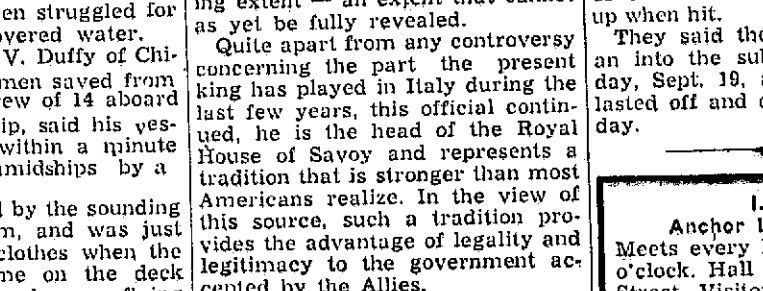 en struggled for
overed water.
V. Duffy of Chi-
men saved from
ew of 14 aboard
ip, said his ves-
within a minute
amidships by a
l by the sounding
m, and was just
clothes when the
me on the deck
ing extent — an extent that cannot
as yet be fully revealed.
Quite apart from any controversy
concerning the part the present
king has played in Italy during the
last few years, this official contin-
ued, he is the head of the Royal
House of Savoy and represents a
tradition that is stronger than most
Americans realize. In the view of
this source, such a tradition pro-
vides the advantage of legality and
legitimacy to the government ac-
cepted by the Allies.
up when hit.
They said the
an into the su
day, Sept. 19,
lasted off and
day.
I.
Anchor L
Meets every
o'clock. Hall
Street. Visito